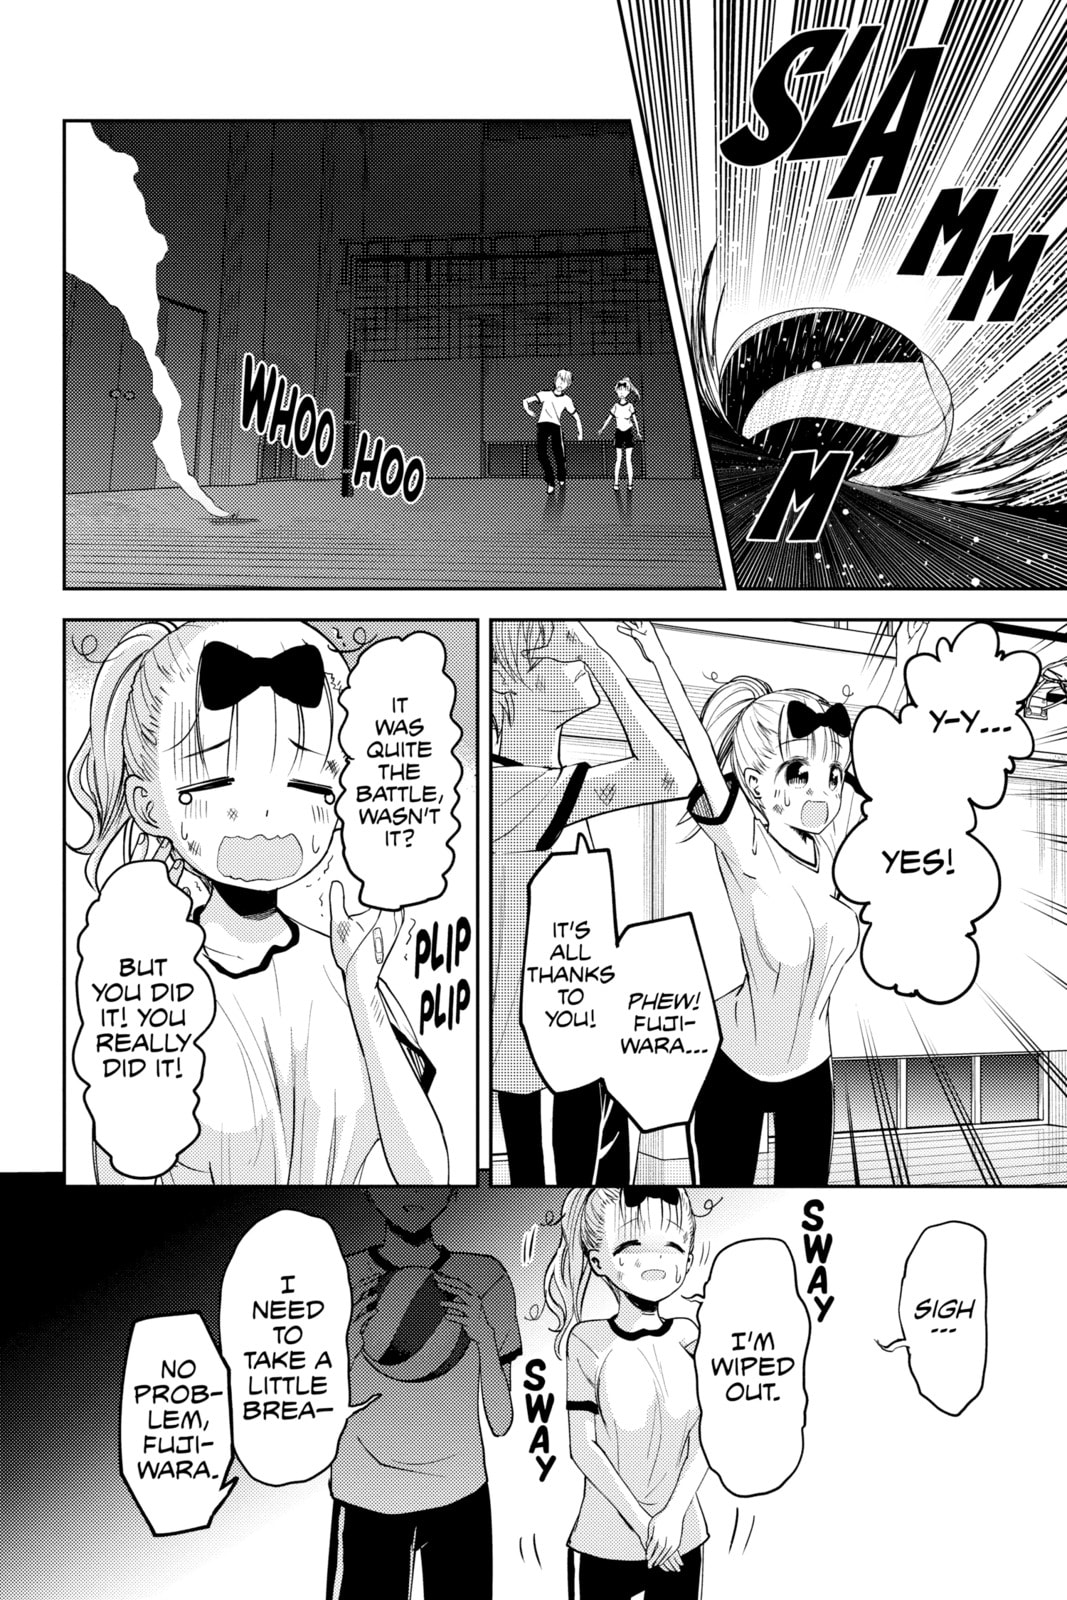 SLA
MM
M
WHOO
HOO
Y-Y...
YES!
PHEW!
FUJI-
WARA...
IT'S
ALL
THANKS
TO
YOU!
IT
WAS
QUITE
THE
BATTLE,
WASN'T
IT?
PLIP
PLIP
BUT
YOU DID
IT! YOU
REALLY
DID IT!
SIGH
...
SWAY
I'M
WIPED
OUT.
SWAY
I
NEED
TO
TAKE A
LITTLE
BREA–
NO
PROB-
LEM,
FUJI-
WARA.